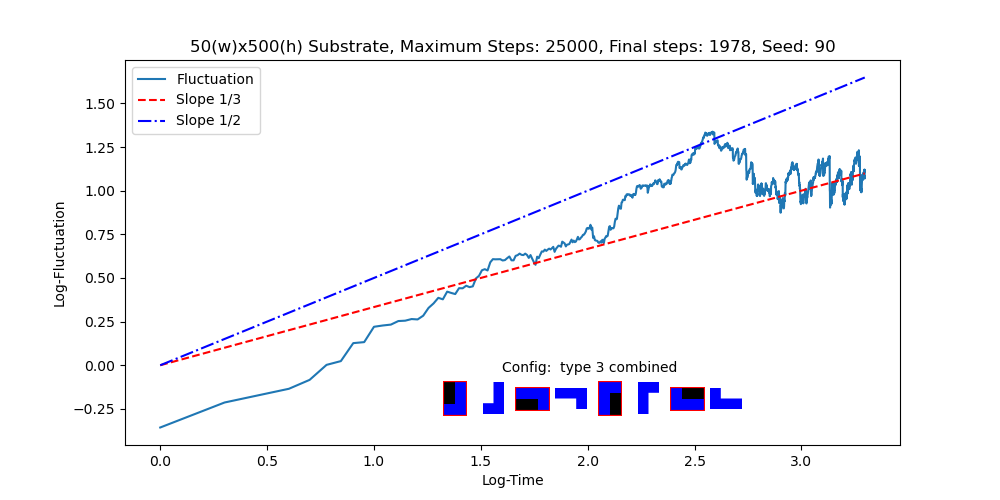 50(w)x500(h) Substrate, Maximum Steps: 25000, Final steps: 1978, Seed: 90
Fluctuation
Slope 1/3
Slope 1/2
1.50
1.25
1.00
0.75
0.50
0.25
0.00
−0.25
Log-Fluctuation
Config:  type 3 combined
0.0 0.5 1.0 1.5 2.0 2.5 3.0
Log-Time